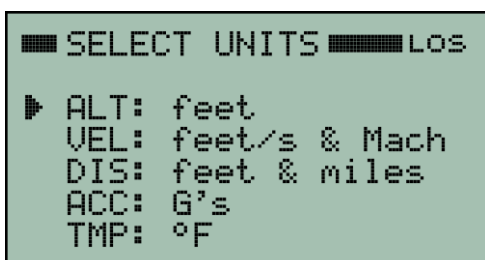 SELECT UNITS LOS
ALT: feet
VEL: feet/s & Mach
DIS: feet & miles
ACC: G's
TMP: °F